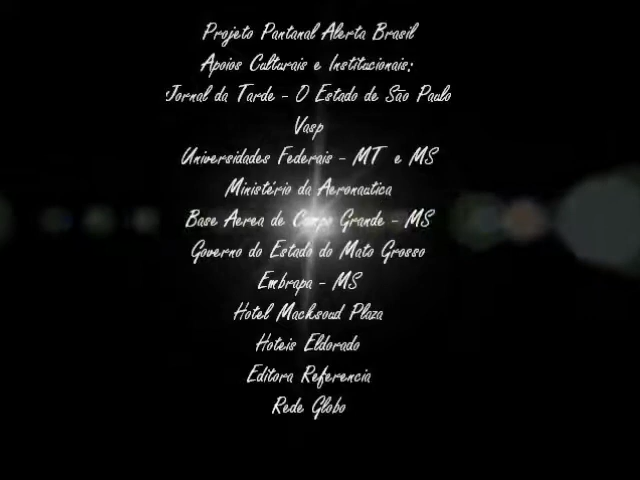 Projeto Pantanal Alerta Brasil
Apoios Culturais e Institucionais:
Jornal da Tarde - O Estado de São Paulo
Vasp
Universidades Federais - MT e MS
Ministério da Aeronautica
Base Aerea de Campo Grande - MS
Governo do Estado do Mato Grosso
Embrapa - MS
Hotel Macksoud Plaza
Hoteis Eldorado
Editora Referencia
Rede Globo